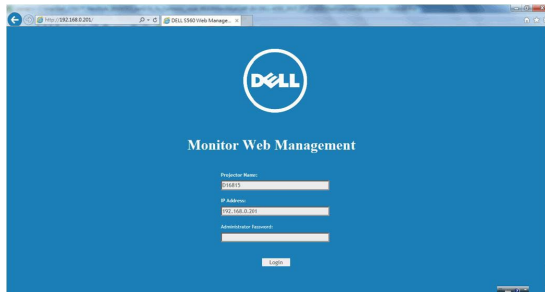 http://192.168.0.201/
DELL S560 Web Manage...
DELL
Monitor Web Management
Projector Name:
016815
IP Address:
192.168.0.201
Administrator Password:
Login